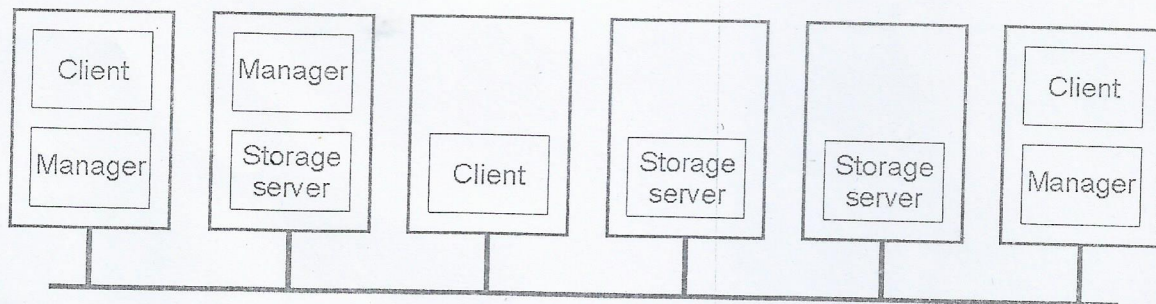 Client
Manager
Manager
Storage
server
Client
Storage
server
Storage
server
Client
Manager